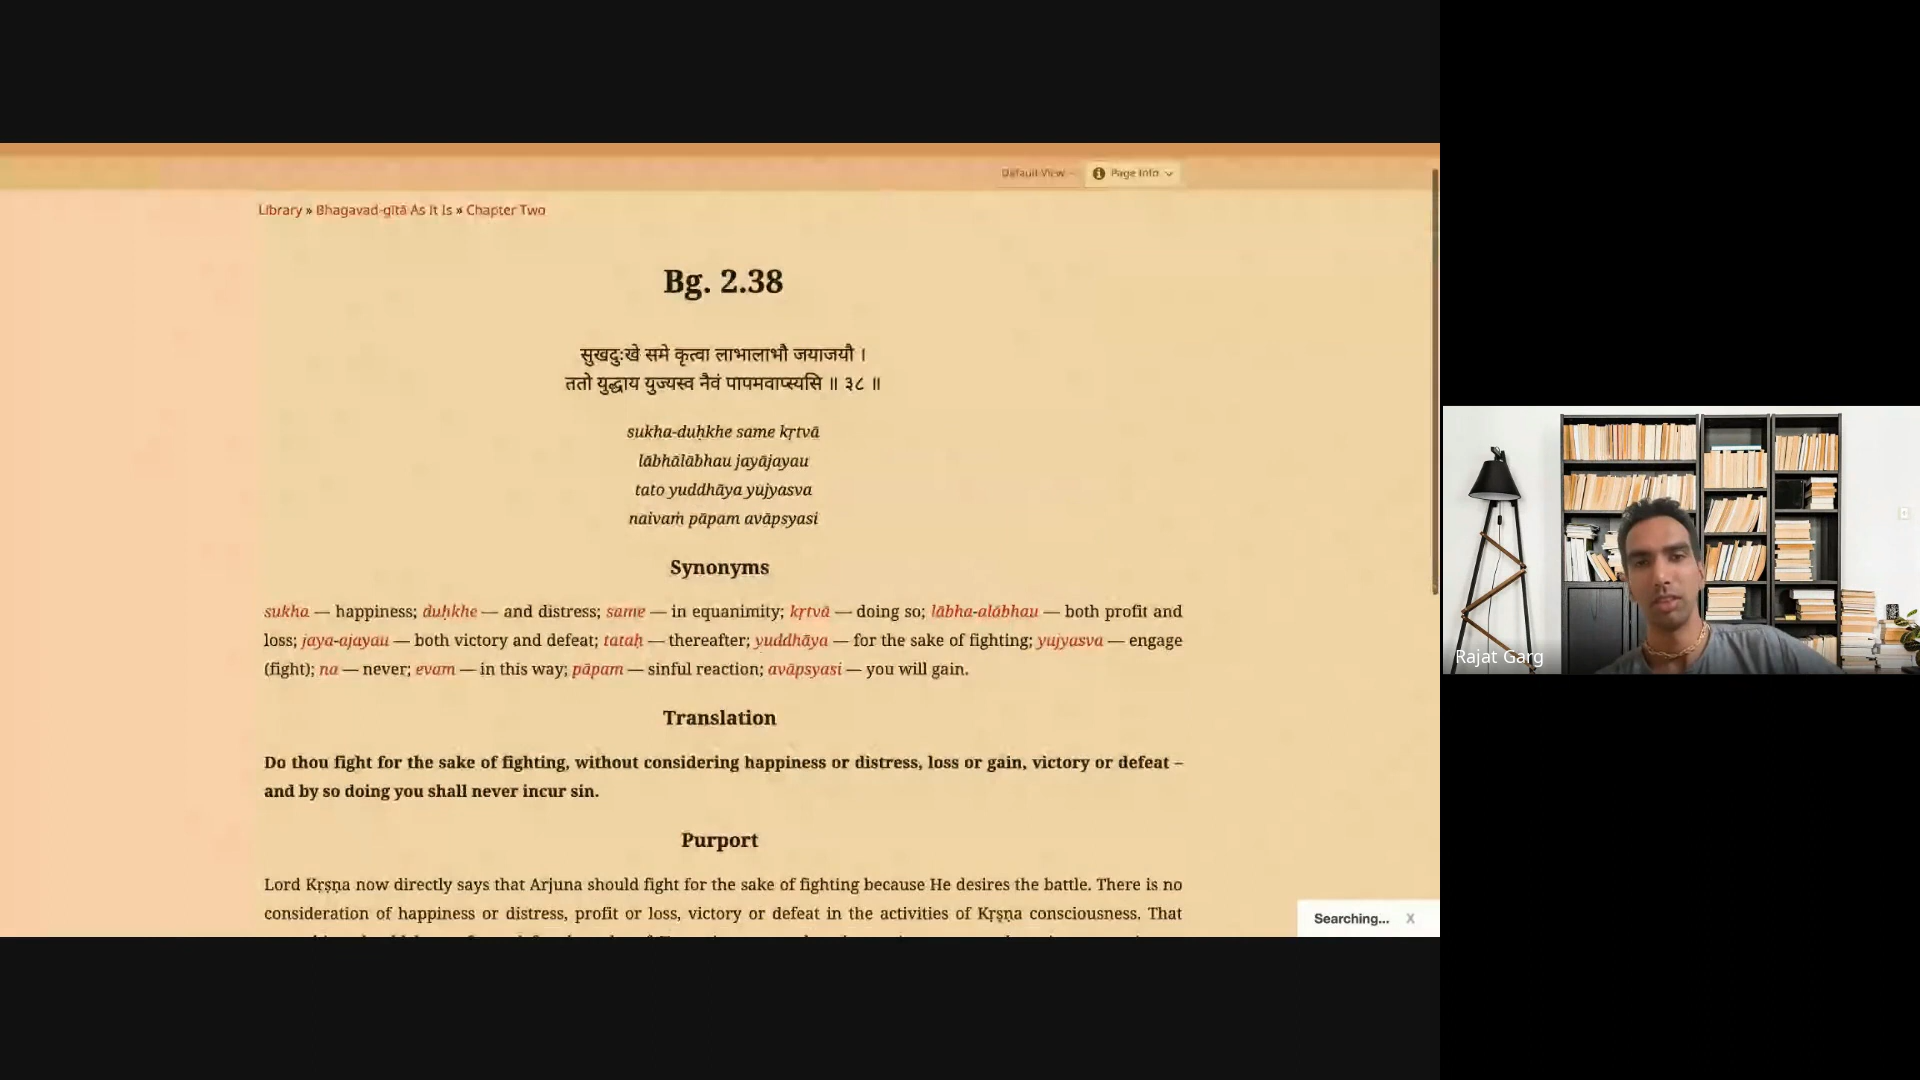 Default View
Page Info
Library » Bhagavad-gītā As It Is » Chapter Two
Bg. 2.38
सुखदुःखे समे कृत्वा लाभालाभौ जयाजयौ ।
ततो युद्धाय युज्यस्व नैवं पापमवाप्स्यसि ॥ ३८ ॥
sukha-duḥkhe same kṛtvā
lābhālābhau jayājayau
tato yuddhāya yujyasva
naivaṁ pāpam avāpsyasi
Synonyms
sukha — happiness; duḥkhe — and distress; same — in equanimity; kṛtvā — doing so; lābha-alābhau — both profit and
loss; jaya-ajayau — both victory and defeat; tataḥ — thereafter; yuddhāya — for the sake of fighting; yujyasva — engage
(fight); na — never; evam — in this way; pāpam — sinful reaction; avāpsyasi — you will gain.
Translation
Do thou fight for the sake of fighting, without considering happiness or distress, loss or gain, victory or defeat –
and by so doing you shall never incur sin.
Purport
Lord Kṛṣṇa now directly says that Arjuna should fight for the sake of fighting because He desires the battle. There is no
consideration of happiness or distress, profit or loss, victory or defeat in the activities of Kṛṣṇa consciousness. That
Searching... X
Rajat Garg